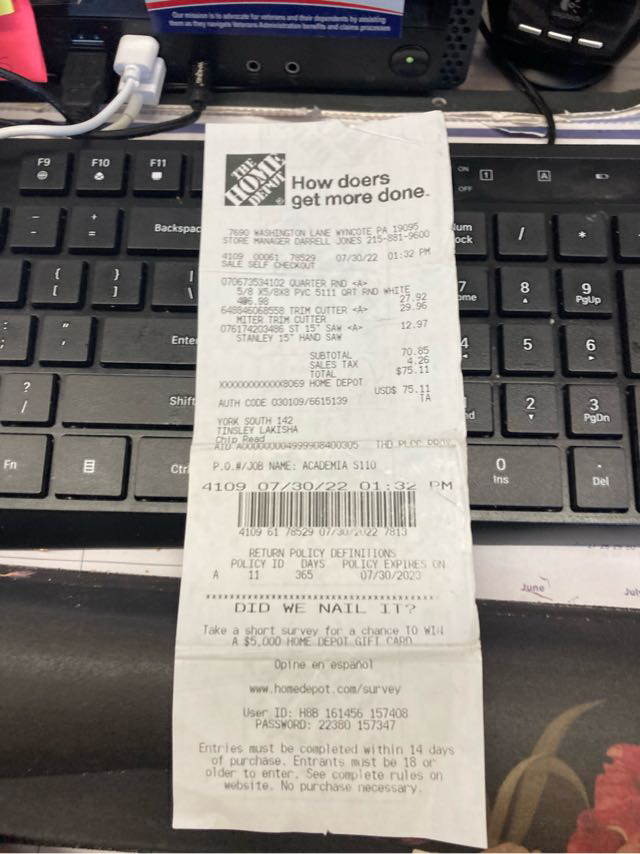 Our mission is to advocate for veterans and their dependents by assisting
them as they navigate Veterans Administration benefits and claims processes
THE
HOME
DEPOT
How doers
get more done.
7690 WASHINGTON LANE WYNCOTE PA 19095
STORE MANAGER DARRELL JONES 215-881-9600
4109 00061 78529 07/30/22 01:32 PM
SALE SELF CHECKOUT
070673534102 QUARTER RND <A>
5/8 X5/8X8 PVC 5111 QRT RND WHITE
4@6.98 27.92
648846068558 TRIM CUTTER <A> 29.96
MITER TRIM CUTTER
076174203486 ST 15" SAW <A> 12.97
STANLEY 15" HAND SAW
SUBTOTAL 70.85
SALES TAX 4.26
TOTAL $75.11
XXXXXXXXXXXX8069 HOME DEPOT
USD$ 75.11
AUTH CODE 030109/6615139 TA
YORK SOUTH 142
TINSLEY LAKISHA
Chip Read
AID THD PLCC
P.O.#/JOB NAME: ACADEMIA S110
4109 07/30/22 01:32 PM
4109 61 78529 07/30/2022 7813
RETURN POLICY DEFINITIONS
POLICY ID DAYS POLICY EXPIRES ON
A 11 365 07/30/2023
DID WE NAIL IT?
Take a short survey for a chance TO WIN
A $5,000 HOME DEPOT GIFT CARD
Opine en español
www.homedepot.com/survey
User ID: H8B 161456 157408
PASSWORD: 22380 157347
Entries must be completed within 14 days
of purchase. Entrants must be 18 or
older to enter. See complete rules on
website. No purchase necessary.
F9
F10
F11
Backspac
Enter
Shift
Fn
Ctrl
ON
OFF
1
A
Num
ock
/
*
7
ome
8
9
PgUp
4
5
6
nd
2
3
PgDn
0
Ins
.
Del
June